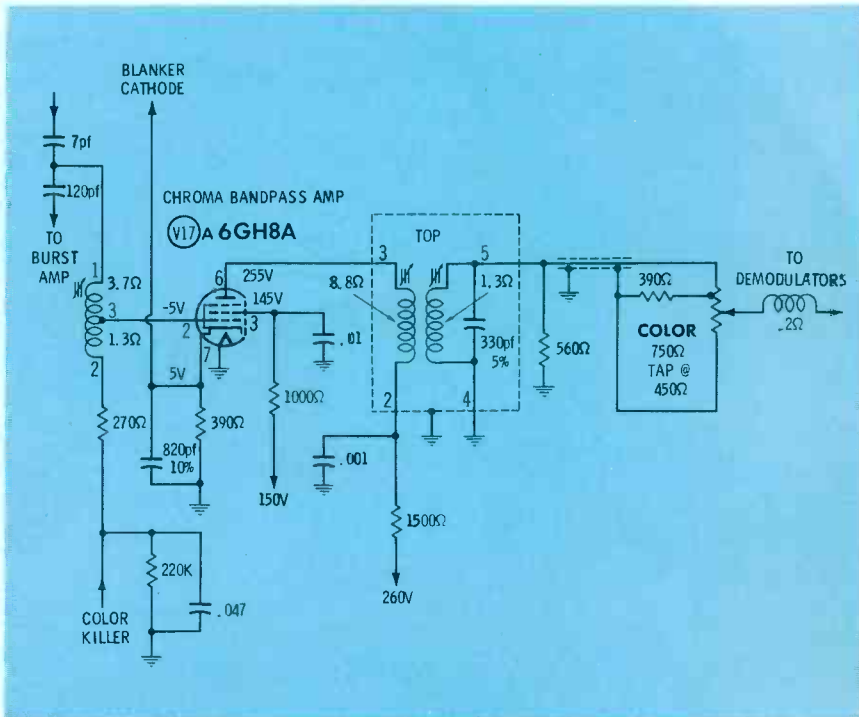 BLANKER
CATHODE
7pf
120pf
TO
BURST
AMP
CHROMA BANDPASS AMP
V17 A 6GH8A
1
3.7Ω
3
1.3Ω
2
-5V
2
6
255V
145V
3
7
5V
270Ω
820pf
10%
390Ω
1000Ω
150V
.01
220K
.047
COLOR
KILLER
TOP
3
8.8Ω
5
1.3Ω
330pf
5%
2
4
.001
1500Ω
260V
560Ω
390Ω
COLOR
750Ω
TAP @
450Ω
TO
DEMODULATORS
.2Ω